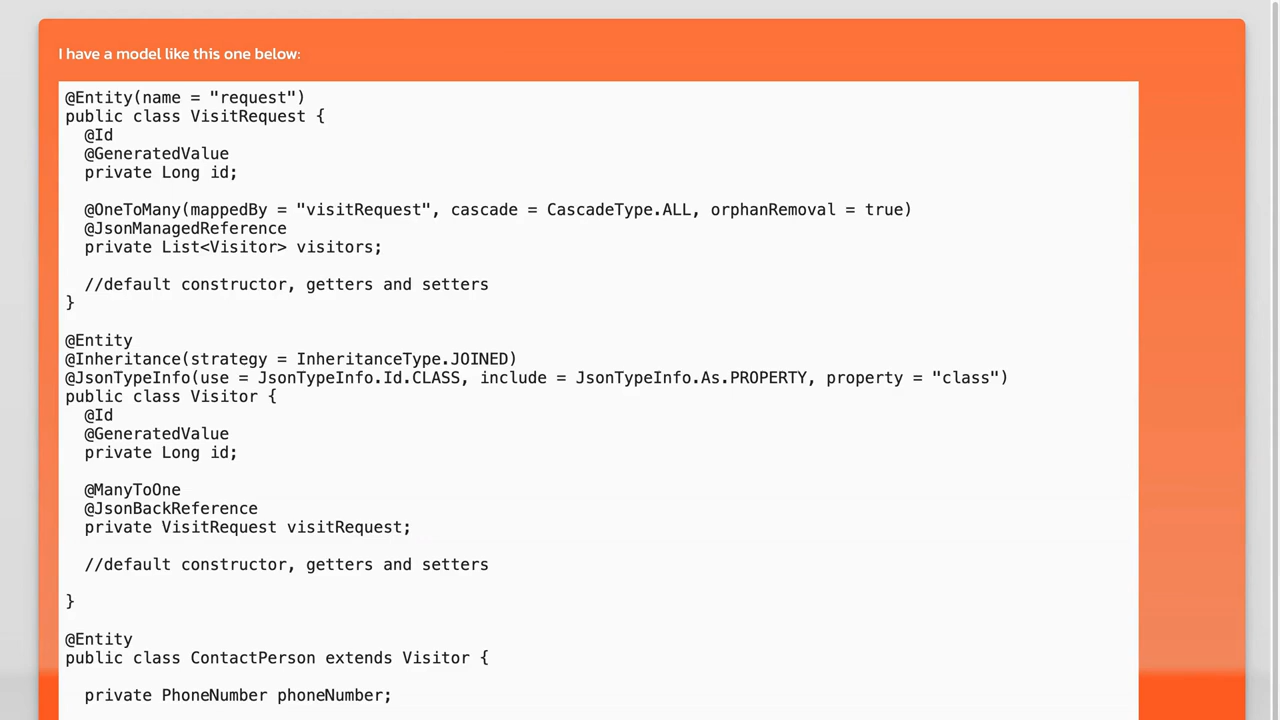 I have a model like this one below:
@Entity(name = "request")
public class VisitRequest {
  @Id
  @GeneratedValue
  private Long id;

  @OneToMany(mappedBy = "visitRequest", cascade = CascadeType.ALL, orphanRemoval = true)
  @JsonManagedReference
  private List<Visitor> visitors;

  //default constructor, getters and setters
}

@Entity
@Inheritance(strategy = InheritanceType.JOINED)
@JsonTypeInfo(use = JsonTypeInfo.Id.CLASS, include = JsonTypeInfo.As.PROPERTY, property = "class")
public class Visitor {
  @Id
  @GeneratedValue
  private Long id;

  @ManyToOne
  @JsonBackReference
  private VisitRequest visitRequest;

  //default constructor, getters and setters

}

@Entity
public class ContactPerson extends Visitor {

  private PhoneNumber phoneNumber;